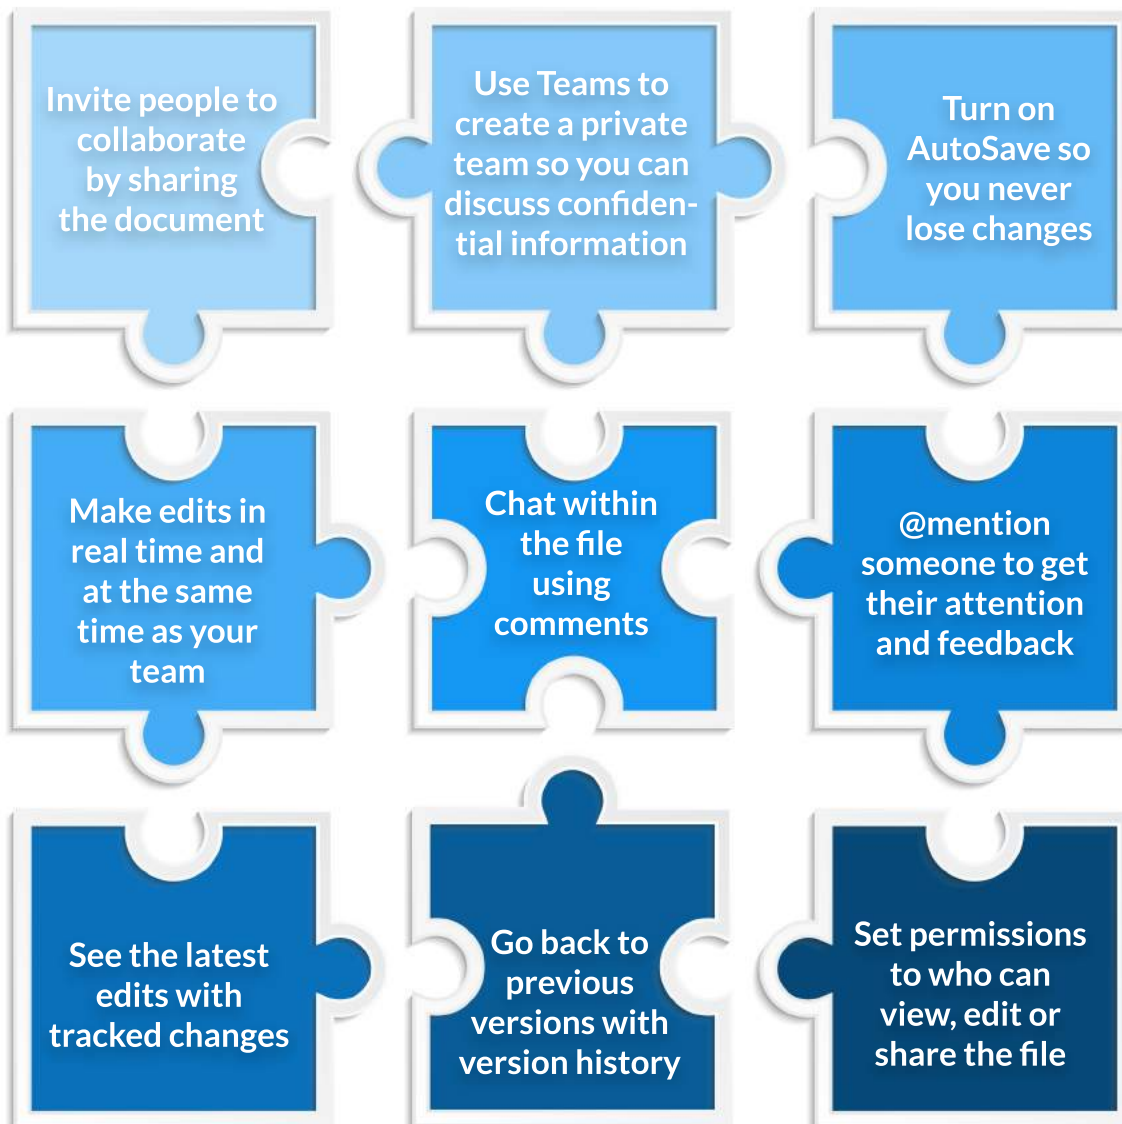 Invite people to
collaborate
by sharing
the document
Use Teams to
create a private
team so you can
discuss confiden-
tial information
Turn on
AutoSave so
you never
lose changes
Make edits in
real time and
at the same
time as your
team
Chat within
the file
using
comments
@mention
someone to get
their attention
and feedback
See the latest
edits with
tracked changes
Go back to
previous
versions with
version history
Set permissions
to who can
view, edit or
share the file